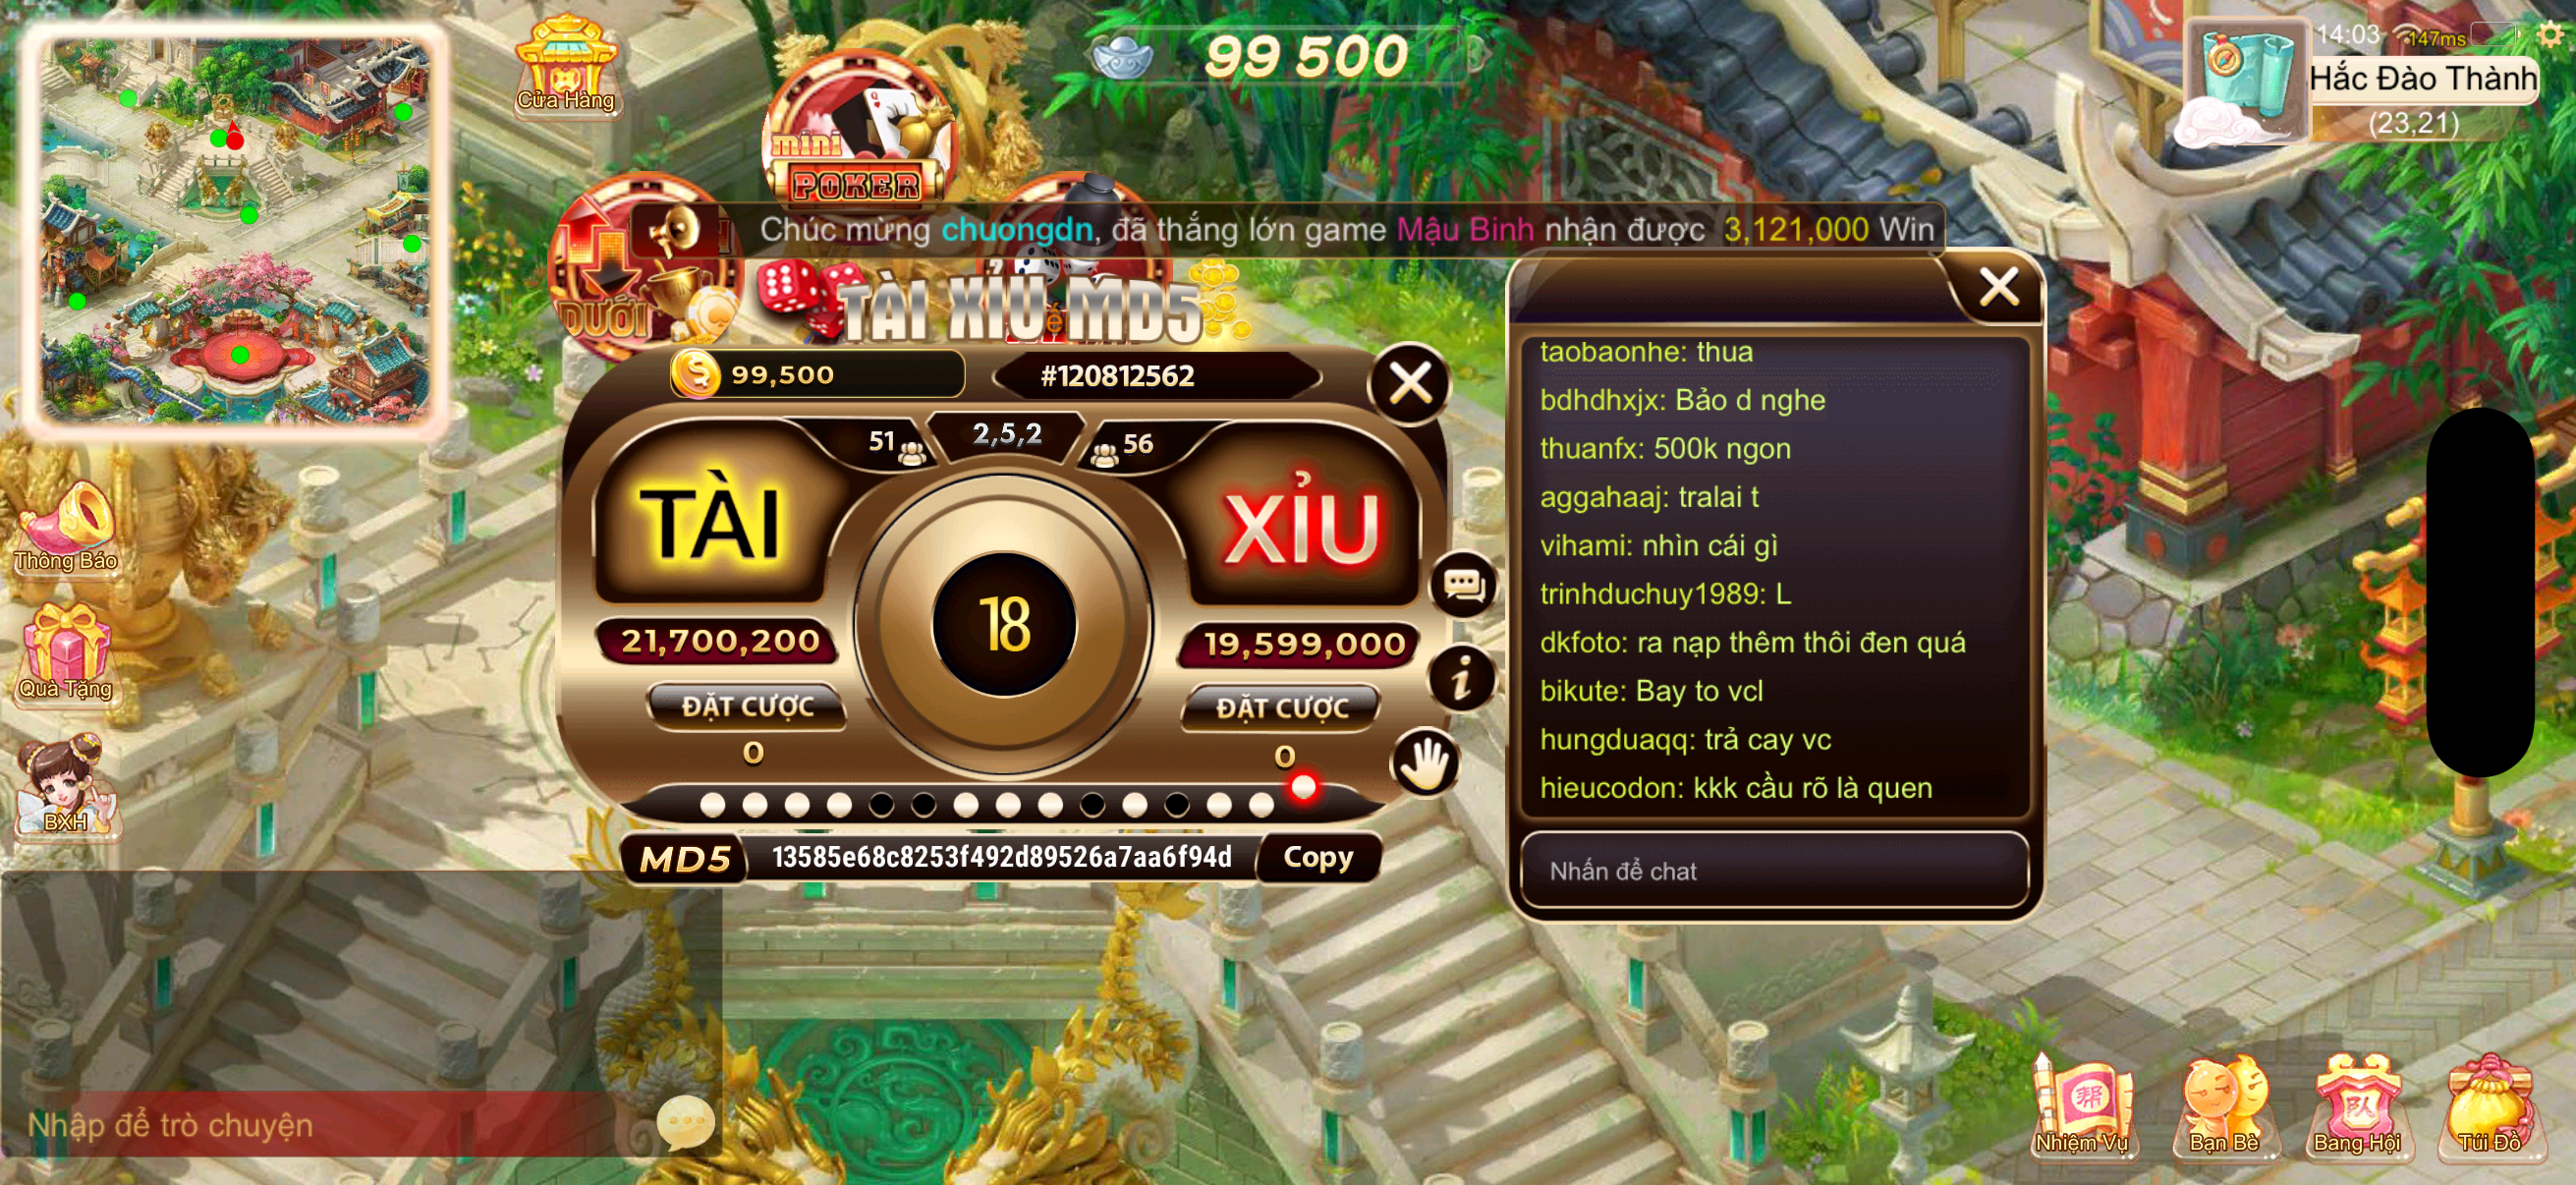 Cửa Hàng
99 500
14:03
147ms
Hắc Đào Thành
(23,21)
mini
POKER
Chúc mừng chuongdn, đã thắng lớn game Mậu Binh nhận được 3,121,000 Win
DƯỚI
TÀI XỈU MD5
99,500
#120812562
51
2,5,2
56
TÀI
XỈU
18
21,700,200
19,599,000
ĐẶT CƯỢC
ĐẶT CƯỢC
0
0
MD5
13585e68c8253f492d89526a7aa6f94d
Copy
taobaonhe: thua
bdhdhxjx: Bảo d nghe
thuanfx: 500k ngon
aggahaaj: tralai t
vihami: nhìn cái gì
trinhduchuy1989: L
dkfoto: ra nạp thêm thôi đen quá
bikute: Bay to vcl
hungduaqq: trả cay vc
hieucodon: kkk cầu rõ là quen
Nhấn để chat
Thông Báo
Quà Tặng
BXH
Nhập để trò chuyện
Nhiệm Vụ
Bạn Bè
Bang Hội
Túi Đồ